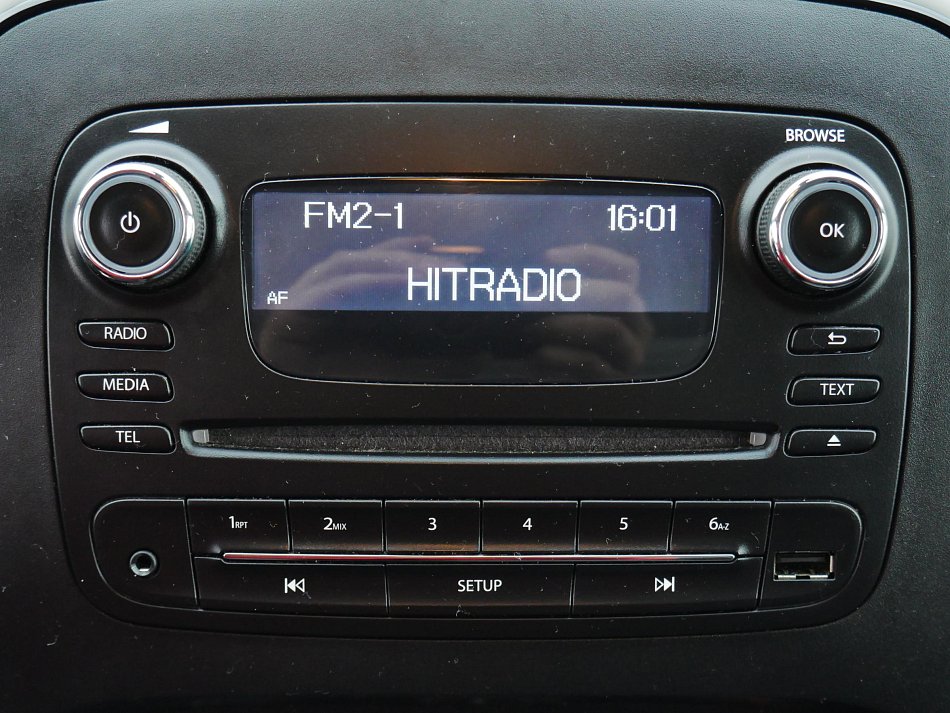 BROWSE
FM2-1 16:01
OK
HITRADIO
AF
RADIO
MEDIA
TEXT
TEL
1RPT 2MIX 3 4 5 6A-Z
SETUP